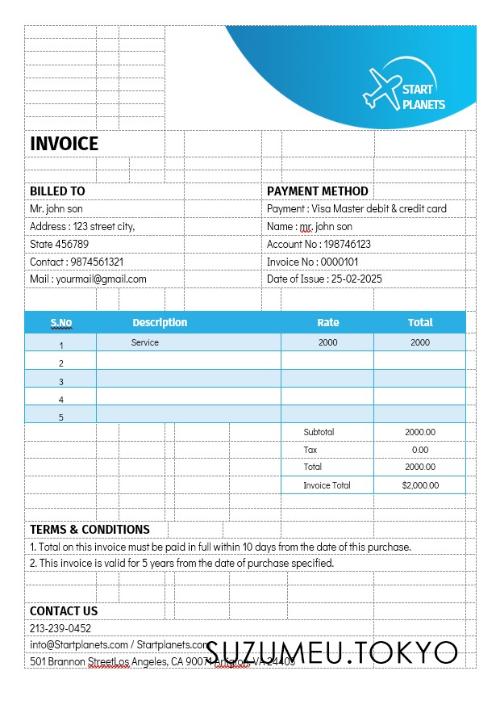 START
PLANETS
INVOICE
BILLED TO
Mr. john son
Address : 123 street city,
State 456789
Contact : 9874561321
Mail : yourmail@gmail.com
PAYMENT METHOD
Payment : Visa Master debit & credit card
Name : mr. john son
Account No : 198746123
Invoice No : 0000101
Date of Issue : 25-02-2025
S.No Description Rate Total
1 Service 2000 2000
2
3
4
5
Subtotal 2000.00
Tax 0.00
Total 2000.00
Invoice Total $2,000.00
TERMS & CONDITIONS
1. Total on this invoice must be paid in full within 10 days from the date of this purchase.
2. This invoice is valid for 5 years from the date of purchase specified.
CONTACT US
213-239-0452
info@Startplanets.com / Startplanets.com
501 Brannon StreetLos Angeles, CA 90071 VA
SUZUMEU.TOKYO